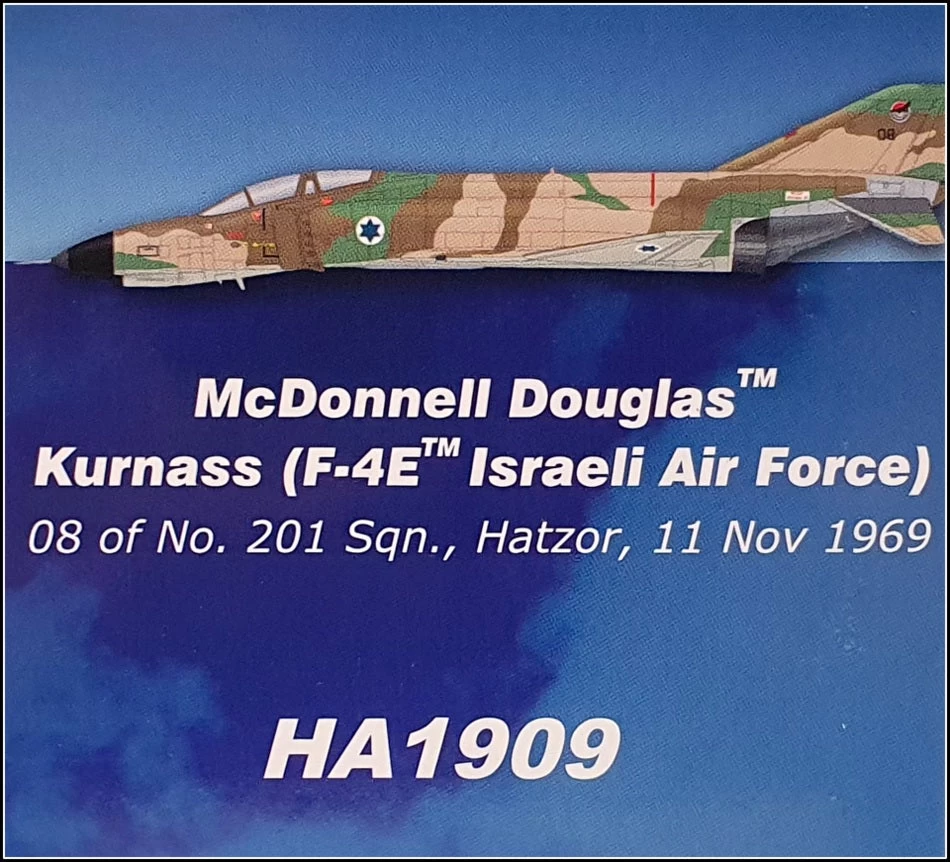 08
McDonnell Douglas™
Kurnass (F-4E™ Israeli Air Force)
08 of No. 201 Sqn., Hatzor, 11 Nov 1969
HA1909